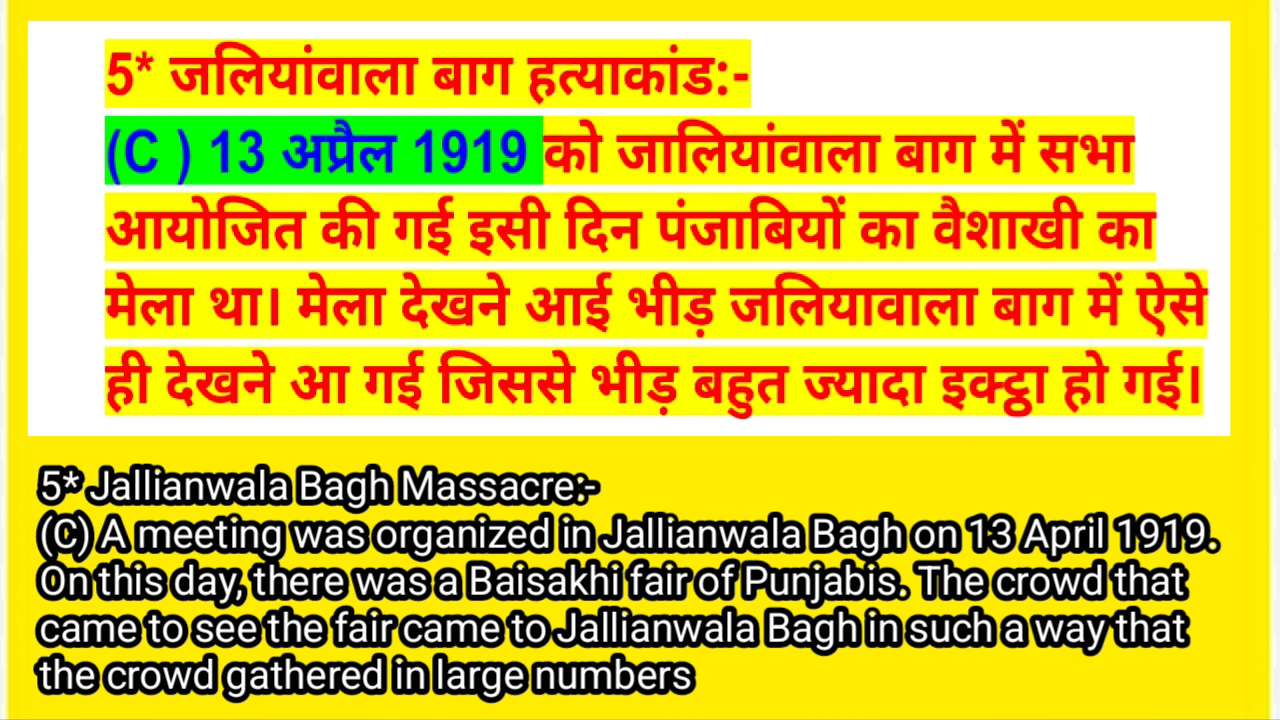 5* जलियांवाला बाग हत्याकांड:-
(C ) 13 अप्रैल 1919 को जालियांवाला बाग में सभा
आयोजित की गई इसी दिन पंजाबियों का वैशाखी का
मेला था। मेला देखने आई भीड़ जलियावाला बाग में ऐसे
ही देखने आ गई जिससे भीड़ बहुत ज्यादा इक्ट्ठा हो गई।
5* Jallianwala Bagh Massacre:-
(C) A meeting was organized in Jallianwala Bagh on 13 April 1919.
On this day, there was a Baisakhi fair of Punjabis. The crowd that
came to see the fair came to Jallianwala Bagh in such a way that
the crowd gathered in large numbers